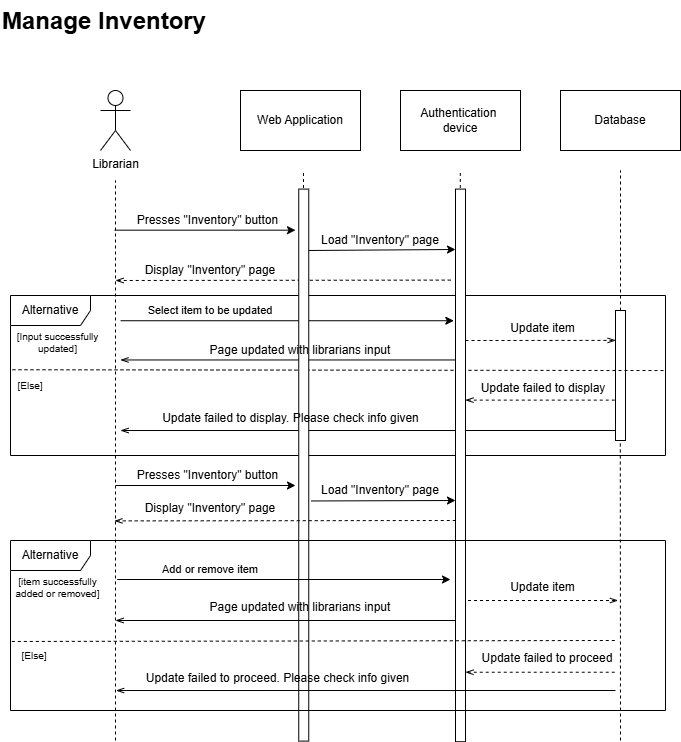 Manage Inventory
Librarian
Web Application
Authentication
device
Database
Presses "Inventory" button
Load "Inventory" page
Display "Inventory" page
Alternative
Select item to be updated
[Input successfully
updated]
Update item
Page updated with librarians input
[Else]
Update failed to display
Update failed to display. Please check info given
Presses "Inventory" button
Load "Inventory" page
Display "Inventory" page
Alternative
Add or remove item
[item successfully
added or removed]
Update item
Page updated with librarians input
[Else]
Update failed to proceed
Update failed to proceed. Please check info given